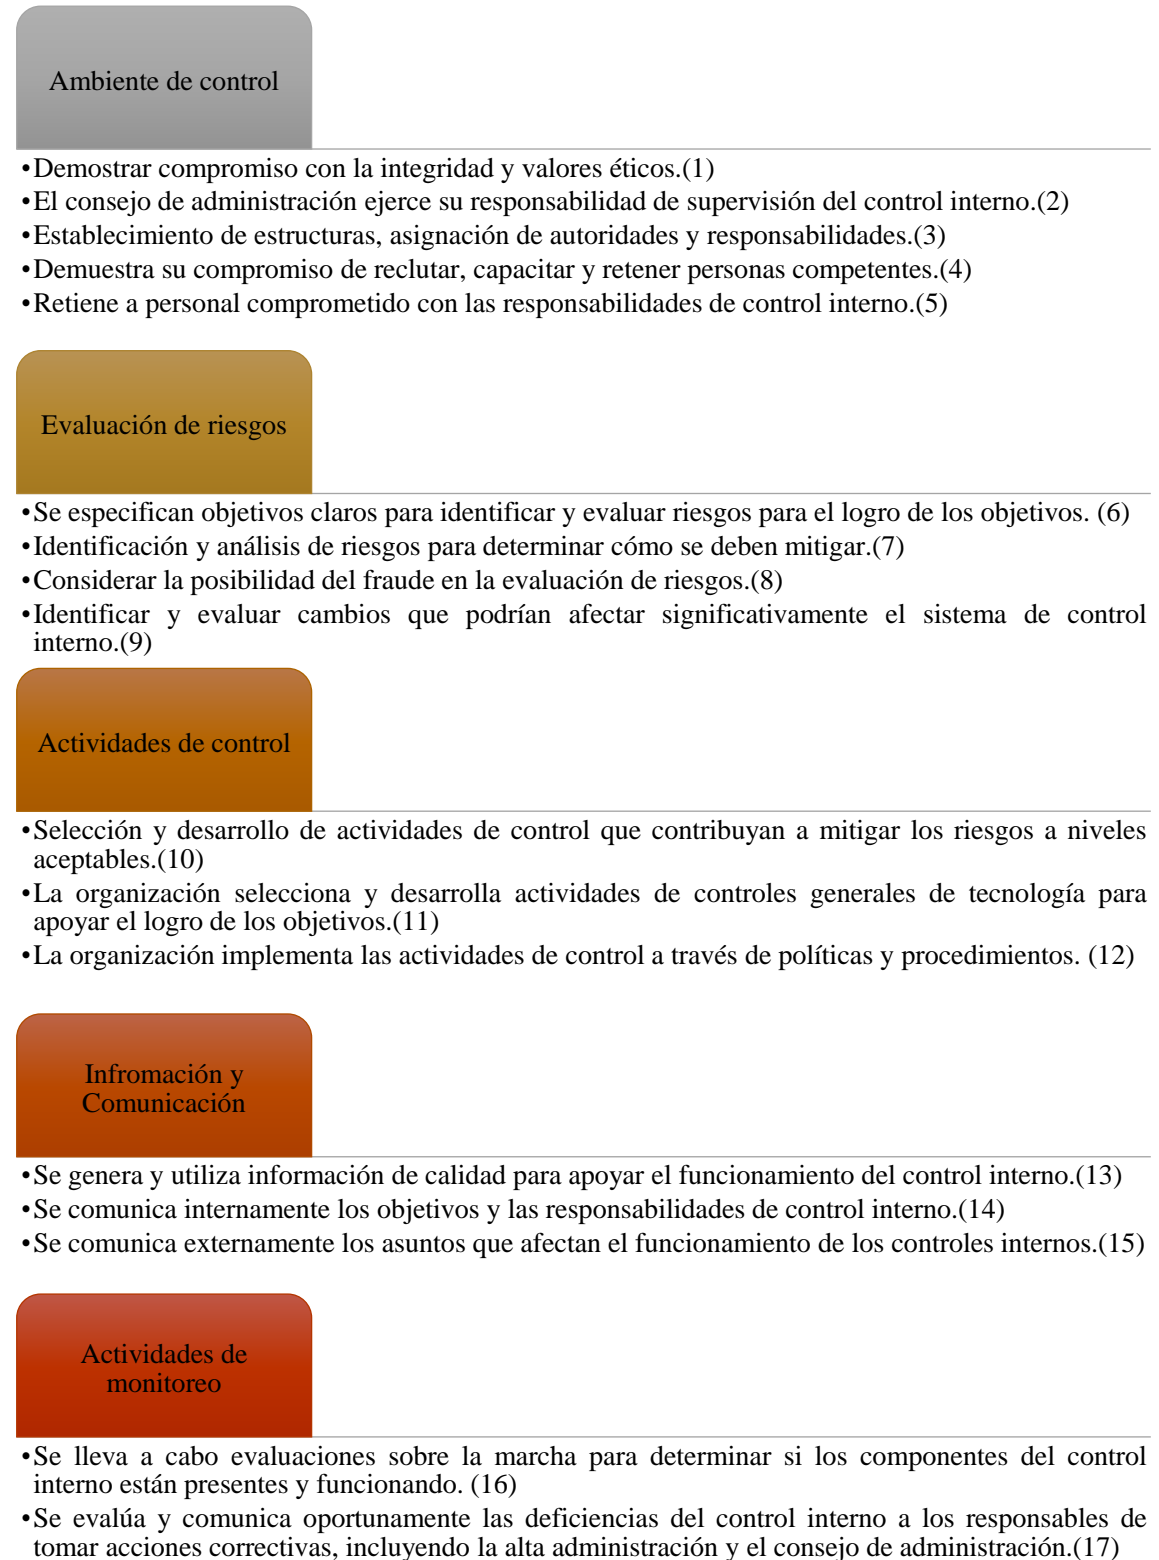 Ambiente de control
•Demostrar compromiso con la integridad y valores éticos.(1)
•El consejo de administración ejerce su responsabilidad de supervisión del control interno.(2)
•Establecimiento de estructuras, asignación de autoridades y responsabilidades.(3)
•Demuestra su compromiso de reclutar, capacitar y retener personas competentes.(4)
•Retiene a personal comprometido con las responsabilidades de control interno.(5)
Evaluación de riesgos
•Se especifican objetivos claros para identificar y evaluar riesgos para el logro de los objetivos. (6)
•Identificación y análisis de riesgos para determinar cómo se deben mitigar.(7)
•Considerar la posibilidad del fraude en la evaluación de riesgos.(8)
•Identificar y evaluar cambios que podrían afectar significativamente el sistema de control
interno.(9)
Actividades de control
•Selección y desarrollo de actividades de control que contribuyan a mitigar los riesgos a niveles
aceptables.(10)
•La organización selecciona y desarrolla actividades de controles generales de tecnología para
apoyar el logro de los objetivos.(11)
•La organización implementa las actividades de control a través de políticas y procedimientos. (12)
Infromación y
Comunicación
•Se genera y utiliza información de calidad para apoyar el funcionamiento del control interno.(13)
•Se comunica internamente los objetivos y las responsabilidades de control interno.(14)
•Se comunica externamente los asuntos que afectan el funcionamiento de los controles internos.(15)
Actividades de
monitoreo
•Se lleva a cabo evaluaciones sobre la marcha para determinar si los componentes del control
interno están presentes y funcionando. (16)
•Se evalúa y comunica oportunamente las deficiencias del control interno a los responsables de
tomar acciones correctivas, incluyendo la alta administración y el consejo de administración.(17)